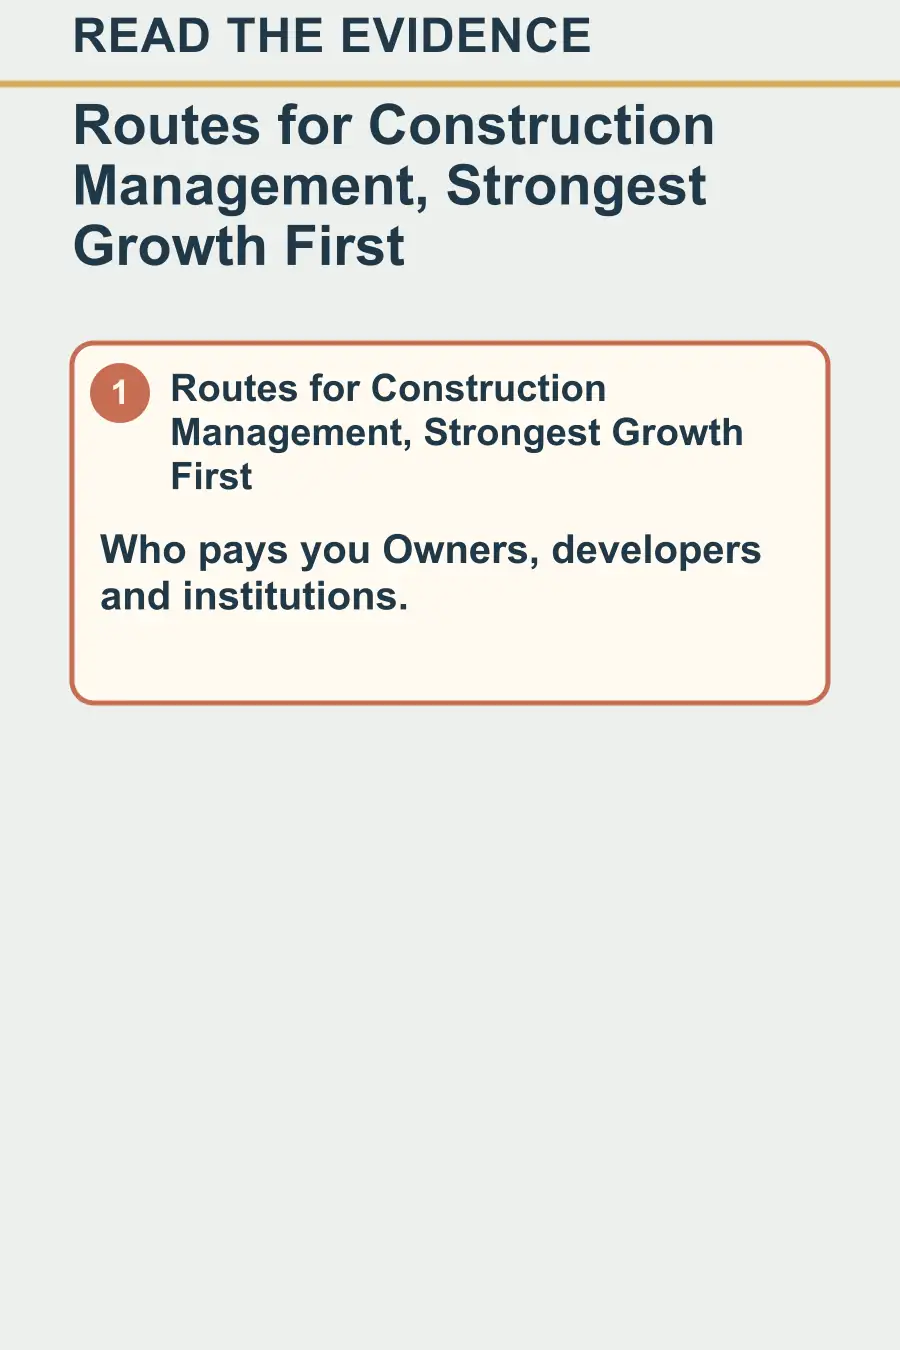 READ THE EVIDENCE
Routes for Construction
Management, Strongest
Growth First
1
Routes for Construction
Management, Strongest Growth
First
Who pays you Owners, developers
and institutions.